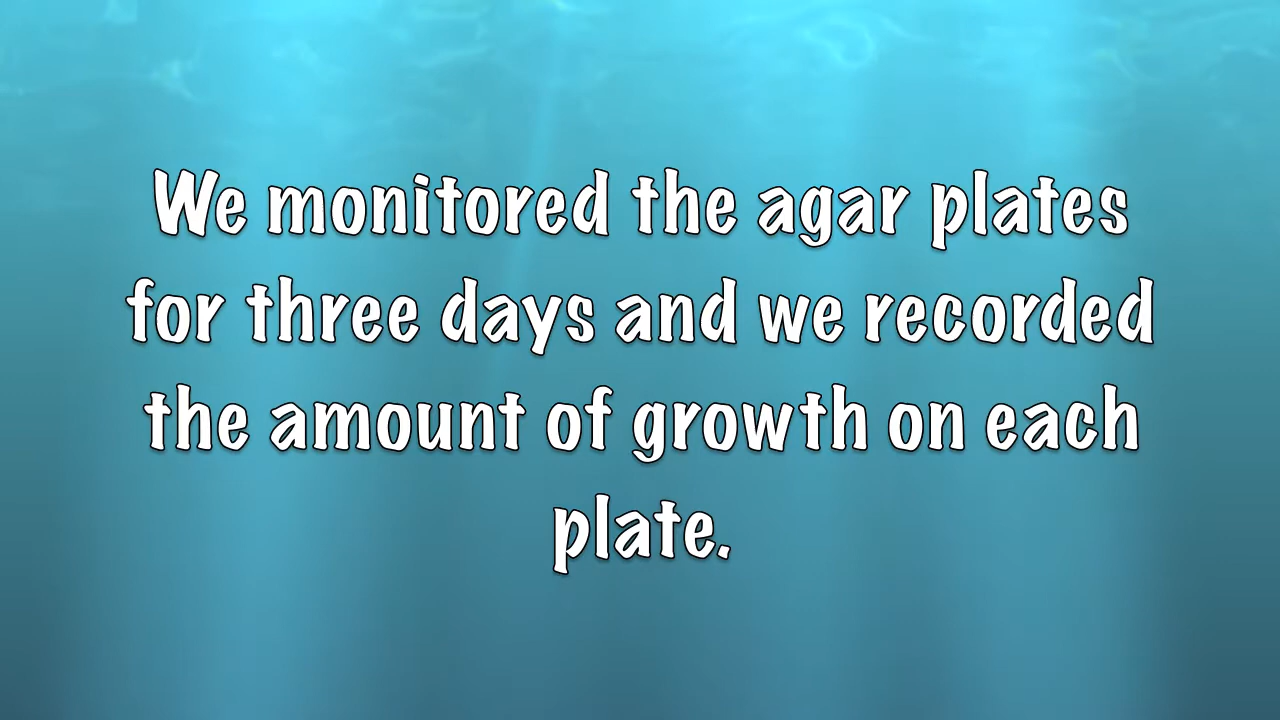 We monitored the agar plates
for three days and we recorded
the amount of growth on each
plate.